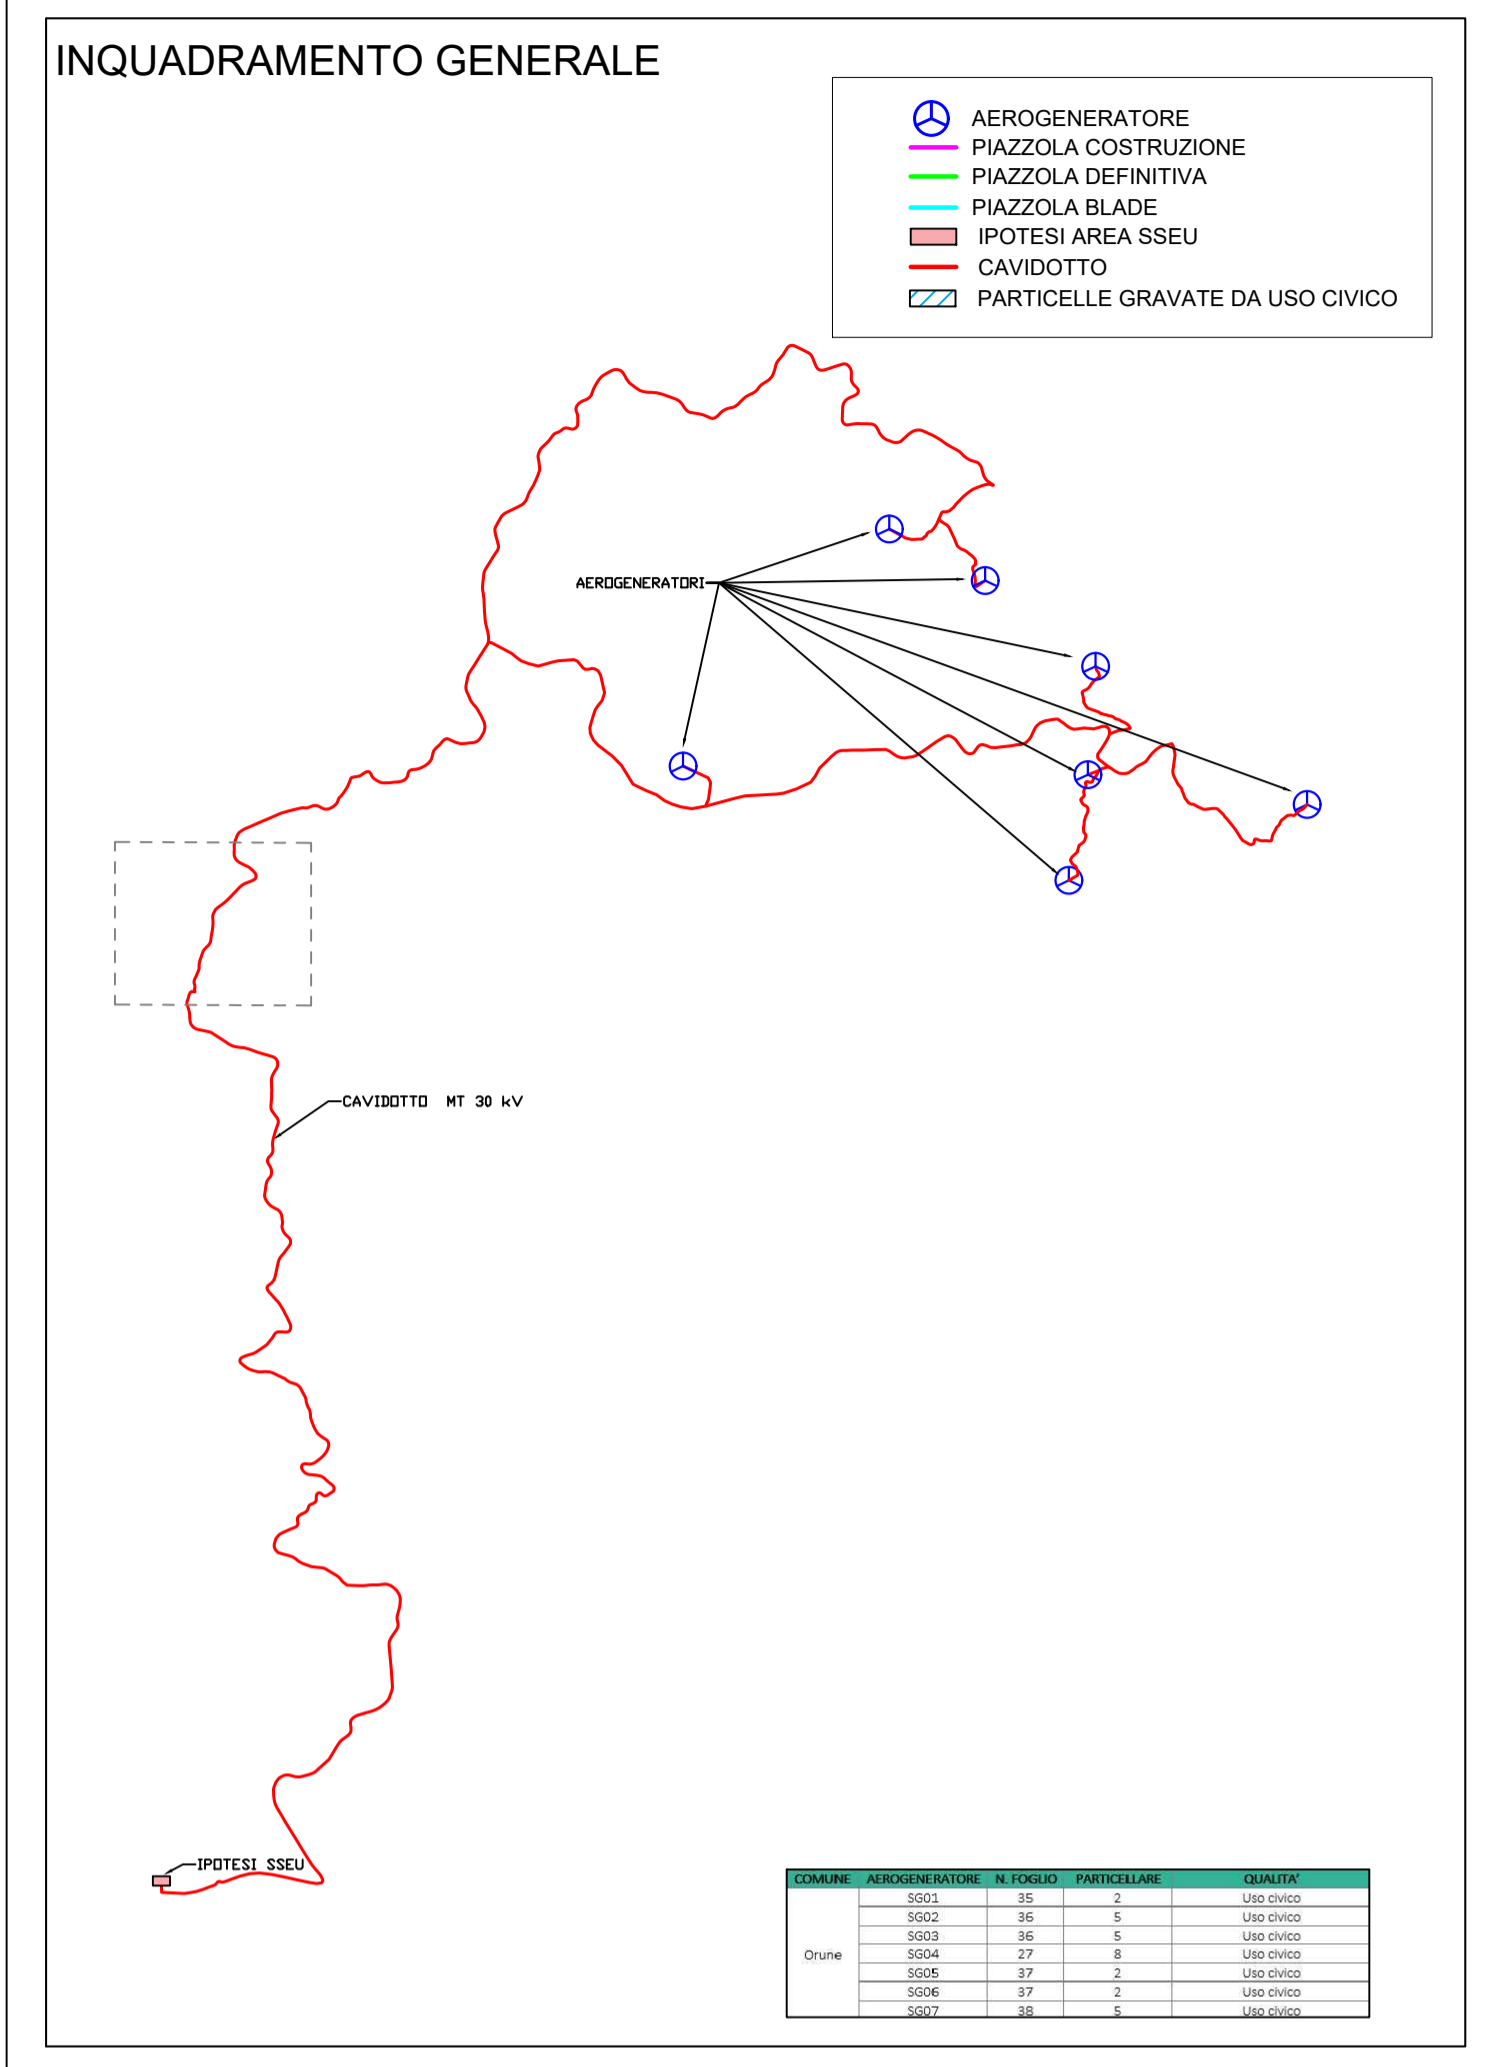 INQUADRAMENTO GENERALE
AEROGENERATORE
PIAZZOLA COSTRUZIONE
PIAZZOLA DEFINITIVA
PIAZZOLA BLADE
IPOTESI AREA SSEU
CAVIDOTTO
PARTICELLE GRAVATE DA USO CIVICO
AEROGENERATORI
CAVIDOTTO MT 30 kV
IPOTESI SSEU
COMUNE AEROGENERATORE N. FOGLIO PARTICELLARE QUALITA'
SG01 35 2 Uso civico
SG02 36 5 Uso civico
SG03 36 5 Uso civico
Orune SG04 27 8 Uso civico
SG05 37 2 Uso civico
SG06 37 2 Uso civico
SG07 38 5 Uso civico